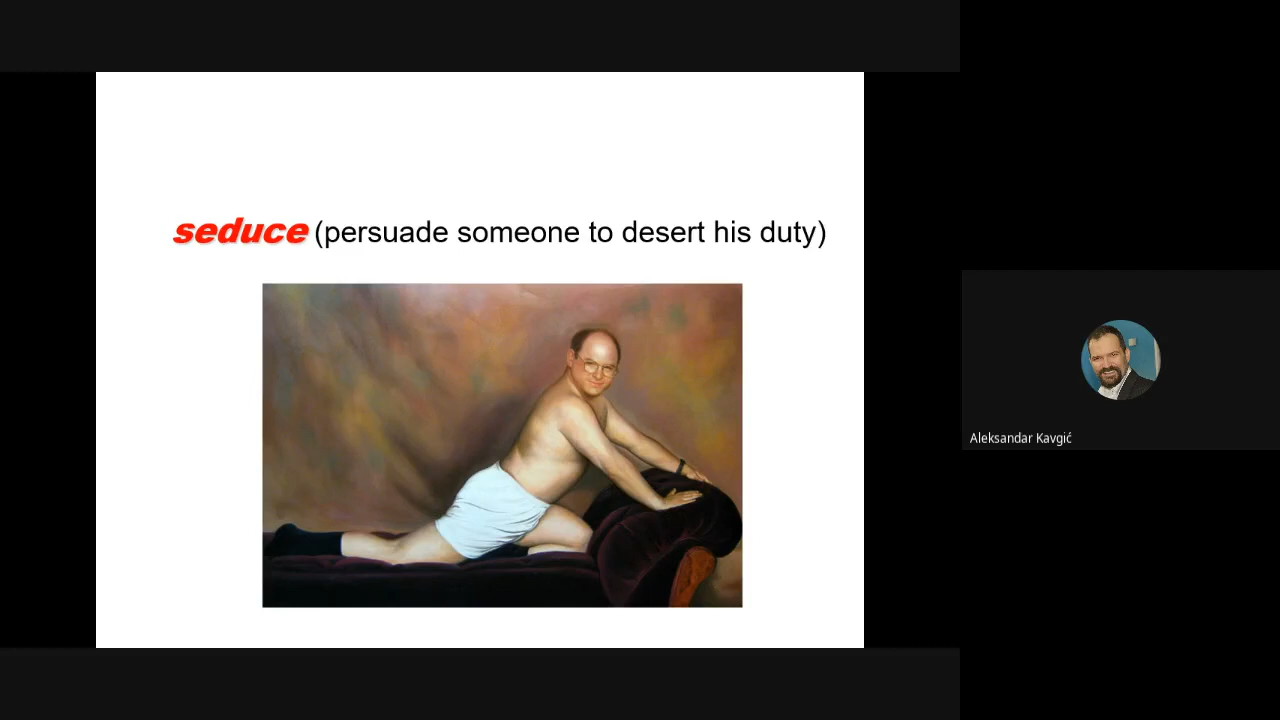 seduce (persuade someone to desert his duty)
Aleksandar Kavgić